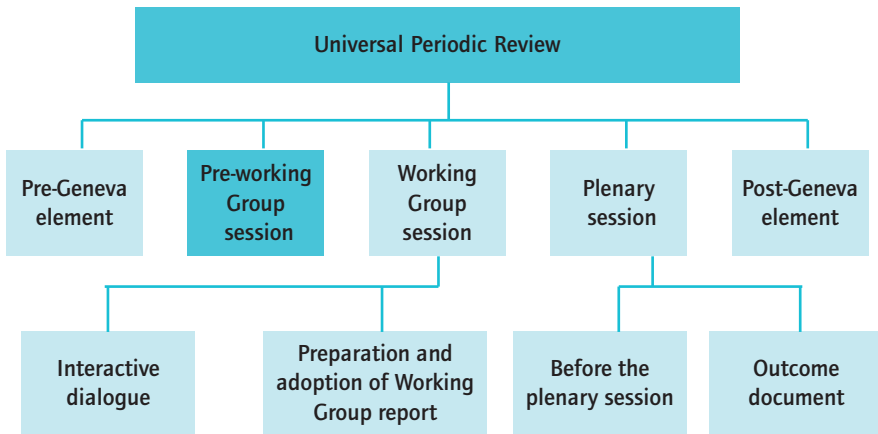 Universal Periodic Review
Pre-Geneva
element
Pre-working
Group
session
Working
Group
session
Plenary
session
Post-Geneva
element
Interactive
dialogue
Preparation and
adoption of Working
Group report
Before the
plenary session
Outcome
document